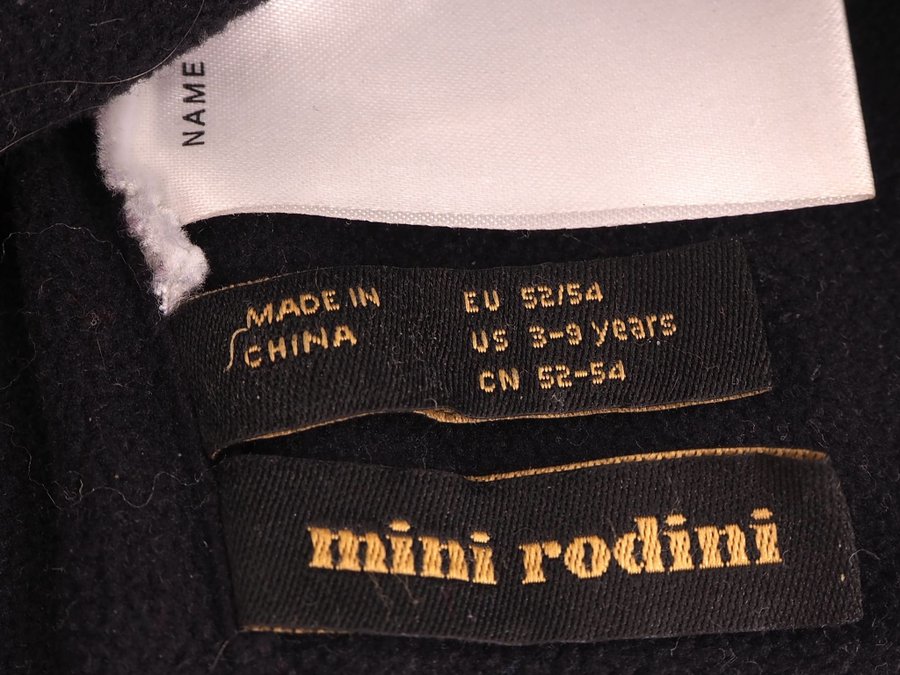 NAME
MADE IN
CHINA
EU 52/54
US 3-9 years
CN 52-54
mini rodini